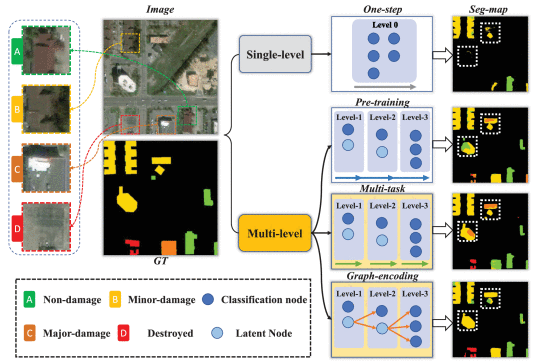 Image
One-step
Seg-map
Level 0
A
Single-level
B
Pre-training
Level-1 Level-2 Level-3
C
Multi-task
Level-1 Level-2 Level-3
D
Multi-level
GT
Graph-encoding
Level-1 Level-2 Level-3
A Non-damage B Minor-damage Classification node
C Major-damage D Destroyed Latent Node